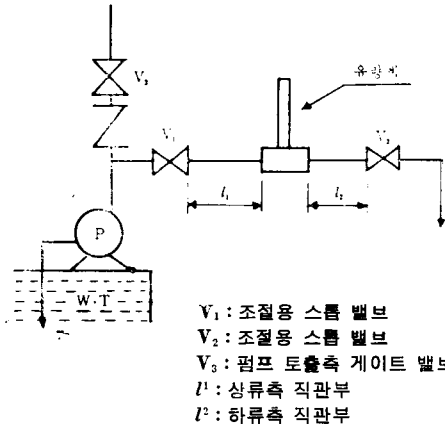 V₃
유량계
V₁
V₂
l₁
l₂
P
W·T
V₁ : 조절용 스톱 밸브
V₂ : 조절용 스톱 밸브
V₃ : 펌프 토출측 게이트 밸브
l¹ : 상류측 직관부
l² : 하류측 직관부